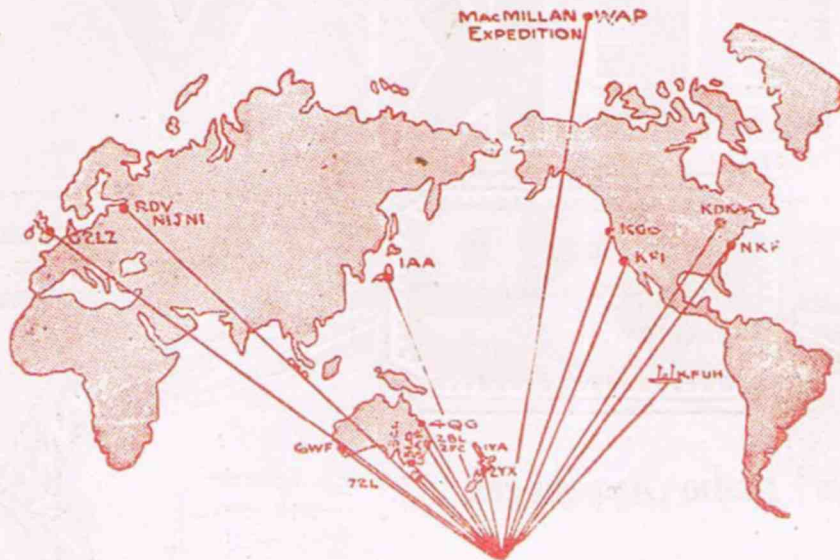 MACMILLAN WAP
EXPEDITION
RDV
NIJNI
2LZ
KGO
KDKA
KFI
NKF
IAA
KFUH
4QG
2BL
2FC
1YA
2YX
6WF
7ZL